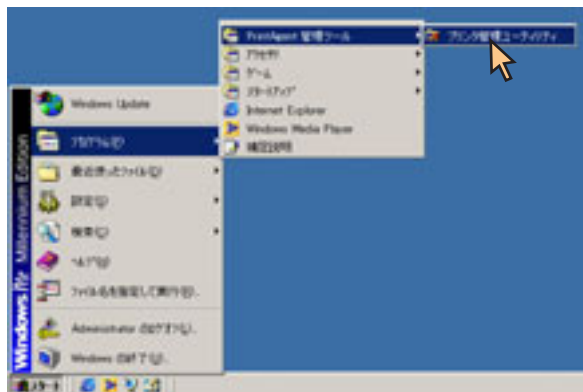 PrintAgent 管理ツール
プリンタ管理ユーティリティ
アクセサリ
ゲーム
スタートアップ
Internet Explorer
Windows Media Player
補足説明
Windows Update
プログラム(P)
最近使ったファイル(D)
設定(S)
検索(C)
ヘルプ(H)
ファイル名を指定して実行(R)...
Administrator のログオフ(L)...
Windows の終了(U)...
Windows Me Millennium Edition
スタート